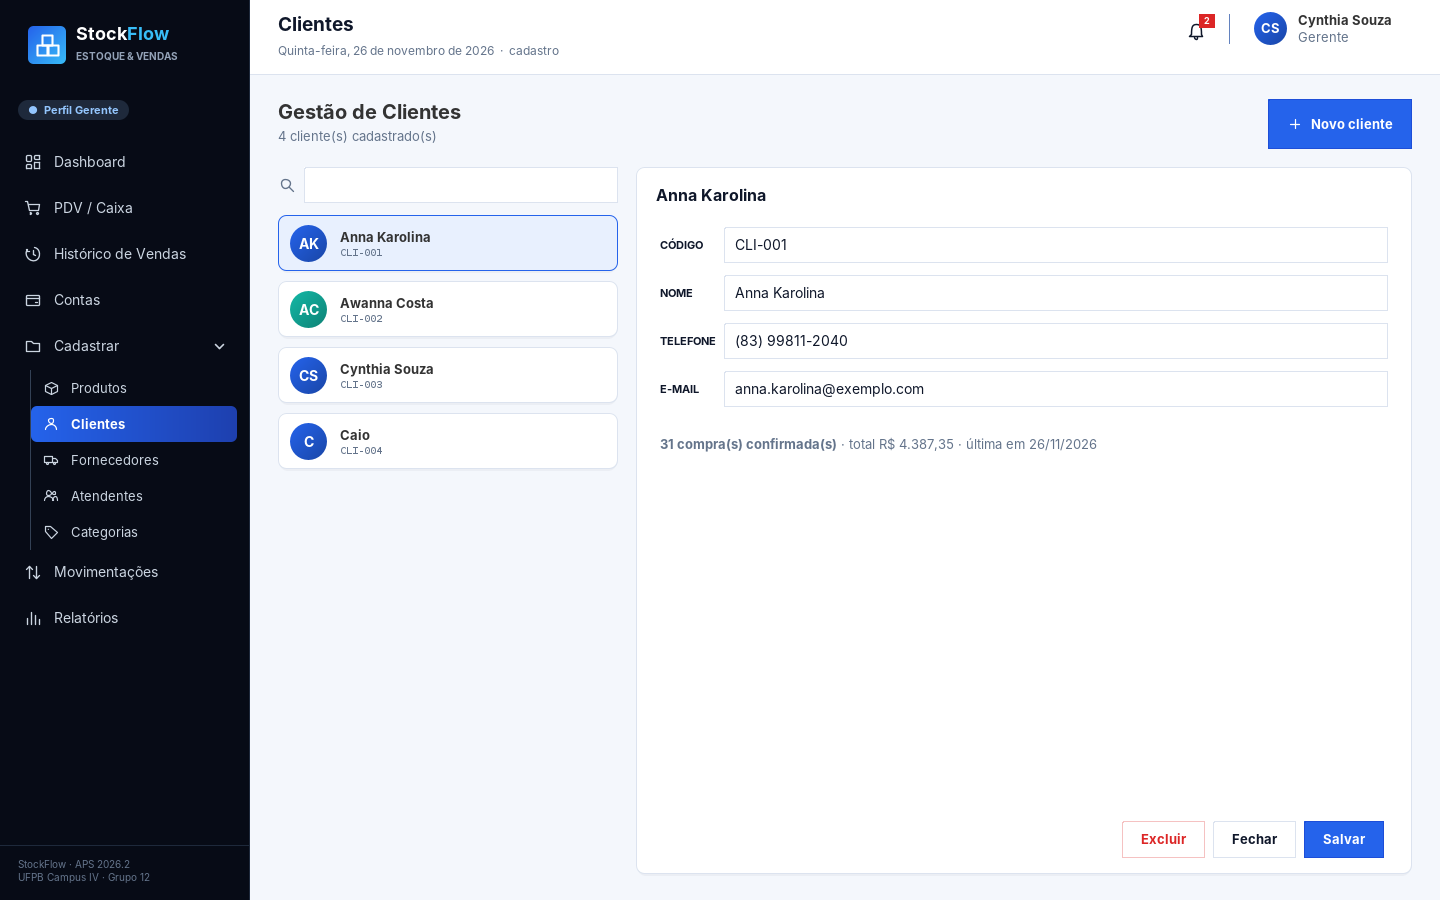 StockFlow
ESTOQUE & VENDAS
Perfil Gerente
Dashboard
PDV / Caixa
Histórico de Vendas
Contas
Cadastrar
Produtos
Clientes
Fornecedores
Atendentes
Categorias
Movimentações
Relatórios
StockFlow · APS 2026.2
UFPB Campus IV · Grupo 12
Clientes
Quinta-feira, 26 de novembro de 2026 · cadastro
2
CS
Cynthia Souza
Gerente
Gestão de Clientes
4 cliente(s) cadastrado(s)
+ Novo cliente
AK
Anna Karolina
CLI-001
AC
Awanna Costa
CLI-002
CS
Cynthia Souza
CLI-003
C
Caio
CLI-004
Anna Karolina
CÓDIGO CLI-001
NOME Anna Karolina
TELEFONE (83) 99811-2040
E-MAIL anna.karolina@exemplo.com
31 compra(s) confirmada(s) · total R$ 4.387,35 · última em 26/11/2026
Excluir Fechar Salvar